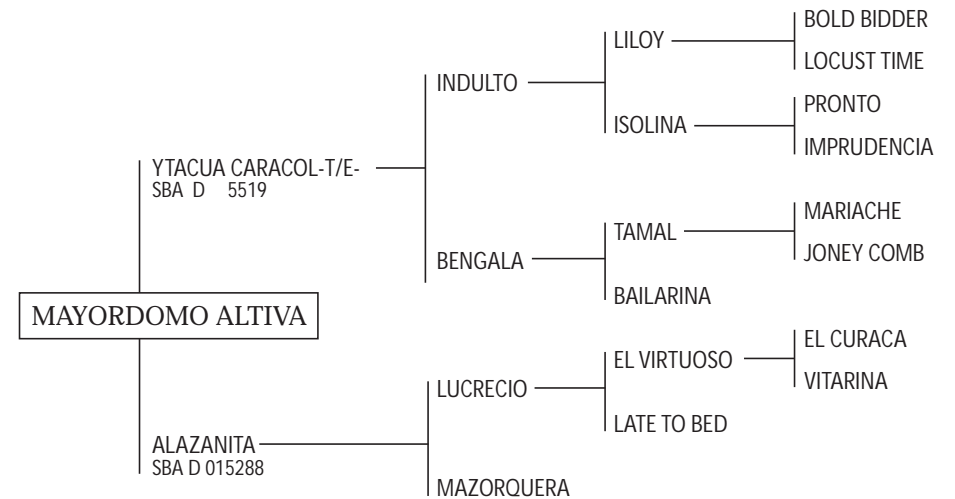 BOLD BIDDER
LILOY
LOCUST TIME
INDULTO
PRONTO
ISOLINA
IMPRUDENCIA
YTACUA CARACOL-T/E-
SBA D 5519
MARIACHE
TAMAL
JONEY COMB
BENGALA
BAILARINA
MAYORDOMO ALTIVA
EL CURACA
EL VIRTUOSO
VITARINA
LUCRECIO
LATE TO BED
ALAZANITA
SBA D 015288
MAZORQUERA